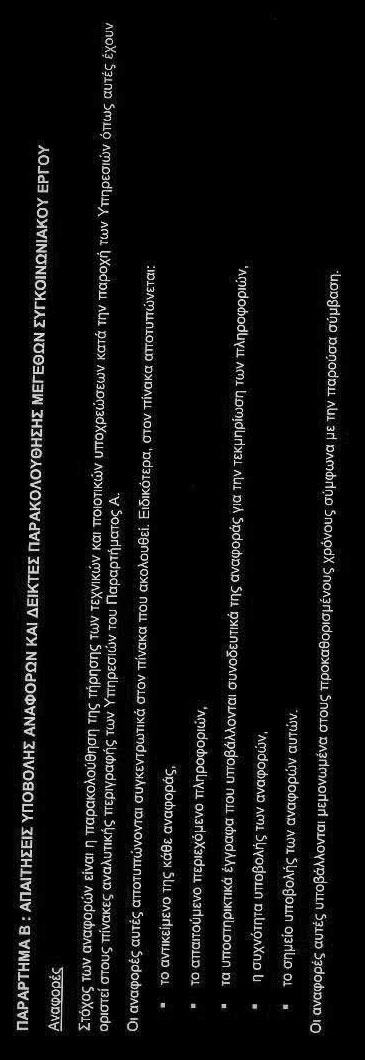 ΠΑΡΑΡΤΗΜΑ Β : ΑΠΑΙΤΗΣΕΙΣ ΥΠΟΒΟΛΗΣ ΑΝΑΦΟΡΩΝ ΚΑΙ ΔΕΙΚΤΕΣ ΠΑΡΑΚΟΛΟΥΘΗΣΗΣ ΜΕΓΕΘΩΝ ΣΥΓΚΟΙΝΩΝΙΑΚΟΥ ΕΡΓΟΥ
Αναφορές
Στόχος των αναφορών είναι η παρακολούθηση της τήρησης των τεχνικών και ποιοτικών υποχρεώσεων κατά την παροχή των Υπηρεσιών όπως αυτές έχουν
οριστεί στους πίνακες αναλυτικής περιγραφής των Υπηρεσιών του Παραρτήματος Α.
Οι αναφορές αυτές αποτυπώνονται συγκεντρωτικά στον πίνακα που ακολουθεί. Ειδικότερα, στον πίνακα αποτυπώνεται:
▪ το αντικείμενο της κάθε αναφοράς,
▪ το απαιτούμενο περιεχόμενο πληροφοριών,
▪ τα υποστηρικτικά έγγραφα που υποβάλλονται συνοδευτικά της αναφοράς για την τεκμηρίωση των πληροφοριών,
▪ η συχνότητα υποβολής των αναφορών,
▪ το σημείο υποβολής των αναφορών αυτών.
Οι αναφορές αυτές υποβάλλονται μεμονωμένα στους προκαθορισμένους χρόνους σύμφωνα με την παρούσα σύμβαση.